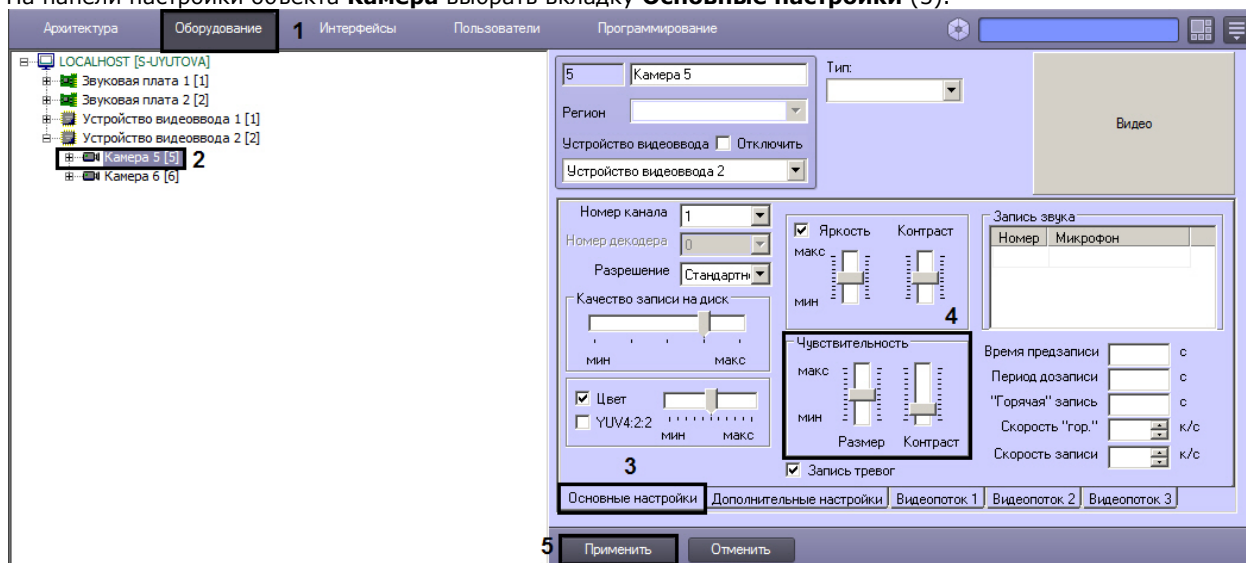 На панели настройки объекта Камера выбрать вкладку Основные настройки (3).
Архитектура Оборудование 1 Интерфейсы Пользователи Программирование
LOCALHOST [S-UYUTOVA]
Звуковая плата 1 [1]
Звуковая плата 2 [2]
Устройство видеоввода 1 [1]
Устройство видеоввода 2 [2]
Камера 5 [5] 2
Камера 6 [6]
5 Камера 5
Регион
Устройство видеоввода Отключить
Устройство видеоввода 2
Тип:
Видео
Номер канала 1
Номер декодера 0
Разрешение Стандартн
Качество записи на диск
мин макс
Цвет
YUV4:2:2
мин макс
3
Яркость Контраст
макс
мин
4
Чувствительность
макс
мин
Размер Контраст
Запись тревог
Запись звука
Номер Микрофон
Время предзаписи с
Период дозаписи с
"Горячая" запись с
Скорость "гор." к/с
Скорость записи к/с
Основные настройки Дополнительные настройки Видеопоток 1 Видеопоток 2 Видеопоток 3
5 Применить Отменить